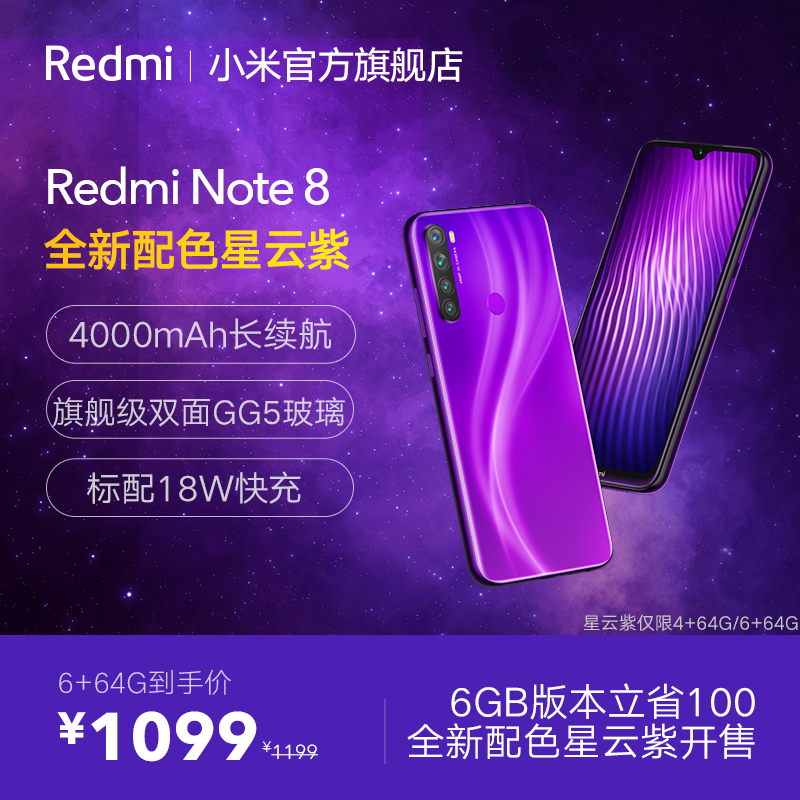 Redmi | 小米官方旗舰店
Redmi Note 8
全新配色星云紫
4000mAh长续航
旗舰级双面GG5玻璃
标配18W快充
星云紫仅限4+64G/6+64G
6+64G到手价
¥1099 ¥1199
6GB版本立省100
全新配色星云紫开售